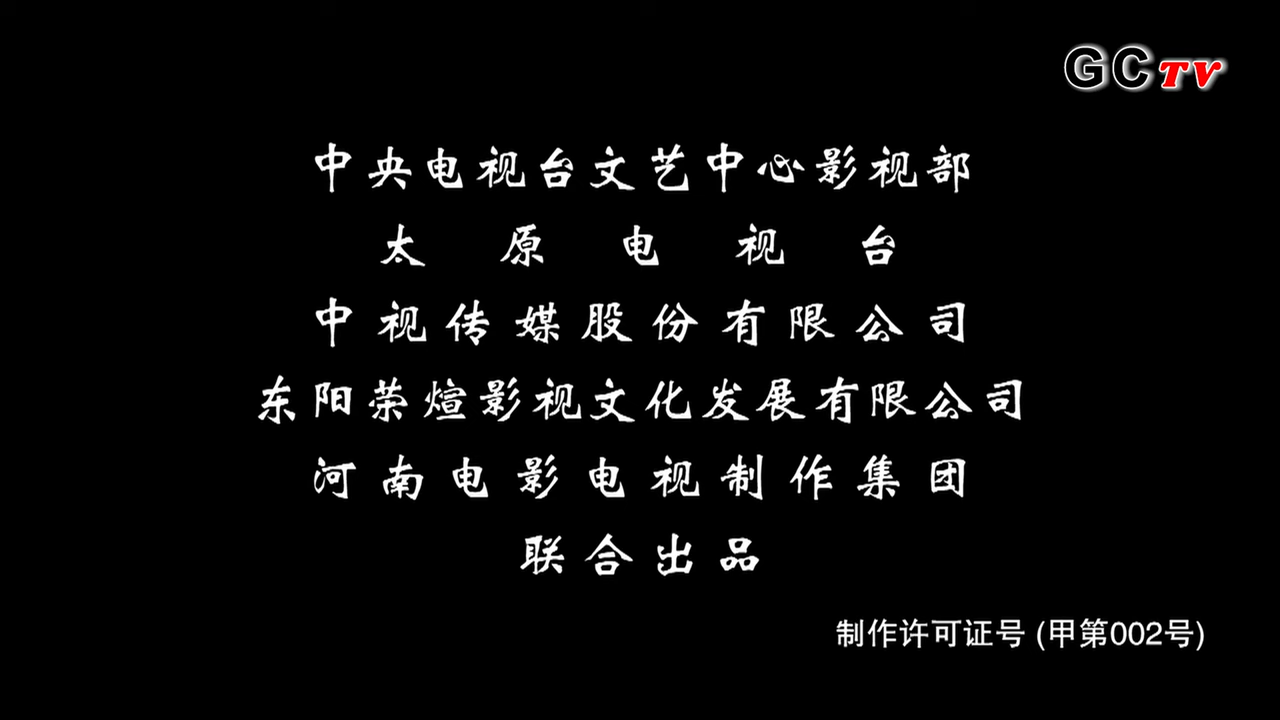 GCTV
中央电视台文艺中心影视部
太原电视台
中视传媒股份有限公司
东阳荣煊影视文化发展有限公司
河南电影电视制作集团
联合出品
制作许可证号 (甲第002号)